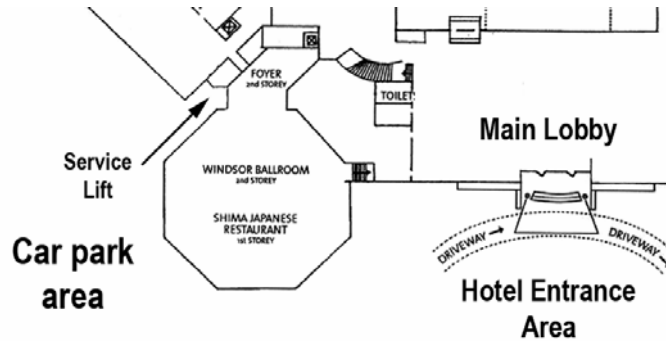 FOYER
2nd STOREY
TOILET
Main Lobby
Service
Lift
WINDSOR BALLROOM
2nd STOREY
SHIMA JAPANESE
RESTAURANT
1st STOREY
Car park
area
DRIVEWAY
DRIVEWAY
Hotel Entrance
Area